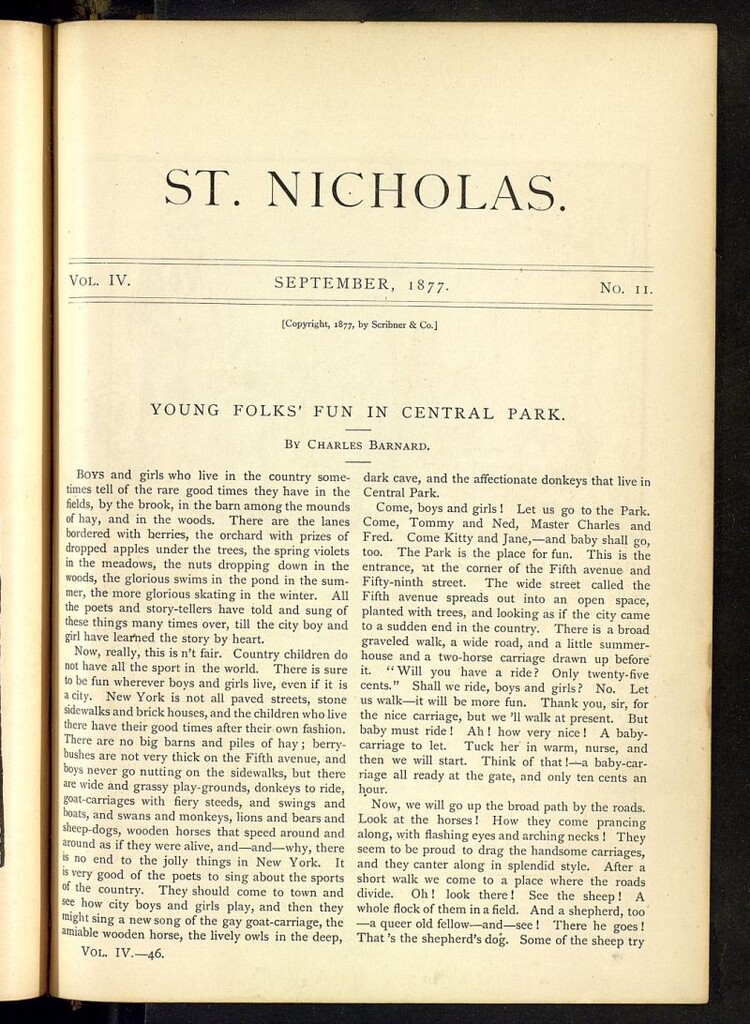 ST. NICHOLAS.
VOL. IV. SEPTEMBER, 1877. No. 11.
[Copyright, 1877, by Scribner & Co.]
YOUNG FOLKS' FUN IN CENTRAL PARK.
BY CHARLES BARNARD.
BOYS and girls who live in the country some-
times tell of the rare good times they have in the
fields, by the brook, in the barn among the mounds
of hay, and in the woods. There are the lanes
bordered with berries, the orchard with prizes of
dropped apples under the trees, the spring violets
in the meadows, the nuts dropping down in the
woods, the glorious swims in the pond in the sum-
mer, the more glorious skating in the winter. All
the poets and story-tellers have told and sung of
these things many times over, till the city boy and
girl have learned the story by heart.
Now, really, this is n't fair. Country children do
not have all the sport in the world. There is sure
to be fun wherever boys and girls live, even if it is
a city. New York is not all paved streets, stone
sidewalks and brick houses, and the children who live
there have their good times after their own fashion.
There are no big barns and piles of hay; berry-
bushes are not very thick on the Fifth avenue, and
boys never go nutting on the sidewalks, but there
are wide and grassy play-grounds, donkeys to ride,
goat-carriages with fiery steeds, and swings and
boats, and swans and monkeys, lions and bears and
sheep-dogs, wooden horses that speed around and
around as if they were alive, and—and—why, there
is no end to the jolly things in New York. It
is very good of the poets to sing about the sports
of the country. They should come to town and
see how city boys and girls play, and then they
might sing a new song of the gay goat-carriage, the
amiable wooden horse, the lively owls in the deep,
VOL. IV.—46.
dark cave, and the affectionate donkeys that live in
Central Park.
Come, boys and girls! Let us go to the Park.
Come, Tommy and Ned, Master Charles and
Fred. Come Kitty and Jane,—and baby shall go,
too. The Park is the place for fun. This is the
entrance, at the corner of the Fifth avenue and
Fifty-ninth street. The wide street called the
Fifth avenue spreads out into an open space,
planted with trees, and looking as if the city came
to a sudden end in the country. There is a broad
graveled walk, a wide road, and a little summer-
house and a two-horse carriage drawn up before
it. "Will you have a ride? Only twenty-five
cents." Shall we ride, boys and girls? No. Let
us walk—it will be more fun. Thank you, sir, for
the nice carriage, but we 'll walk at present. But
baby must ride! Ah! how very nice! A baby-
carriage to let. Tuck her in warm, nurse, and
then we will start. Think of that!—a baby-car-
riage all ready at the gate, and only ten cents an
hour.
Now, we will go up the broad path by the roads.
Look at the horses! How they come prancing
along, with flashing eyes and arching necks! They
seem to be proud to drag the handsome carriages,
and they canter along in splendid style. After a
short walk we come to a place where the roads
divide. Oh! look there! See the sheep! A
whole flock of them in a field. And a shepherd, too
—a queer old fellow—and—see! There he goes!
That 's the shepherd's dog. Some of the sheep try